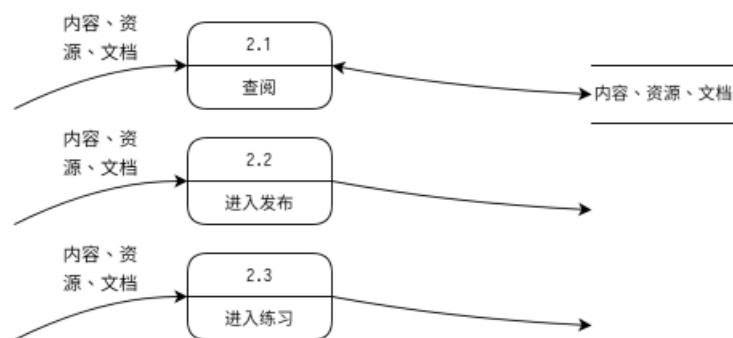 内容、资
源、文档
2.1
查阅
内容、资源、文档
内容、资
源、文档
2.2
进入发布
内容、资
源、文档
2.3
进入练习